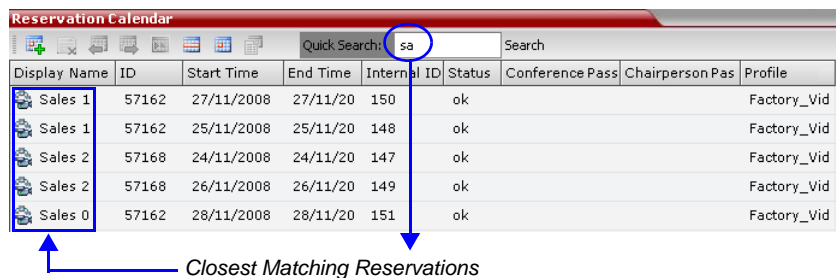 Reservation Calendar
Quick Search: sa Search
Display Name ID Start Time End Time Internal ID Status Conference Pass Chairperson Pas Profile
Sales 1 57162 27/11/2008 27/11/20 150 ok Factory_Vid
Sales 1 57162 25/11/2008 25/11/20 148 ok Factory_Vid
Sales 2 57168 24/11/2008 24/11/20 147 ok Factory_Vid
Sales 2 57168 26/11/2008 26/11/20 149 ok Factory_Vid
Sales 0 57162 28/11/2008 28/11/20 151 ok Factory_Vid
Closest Matching Reservations